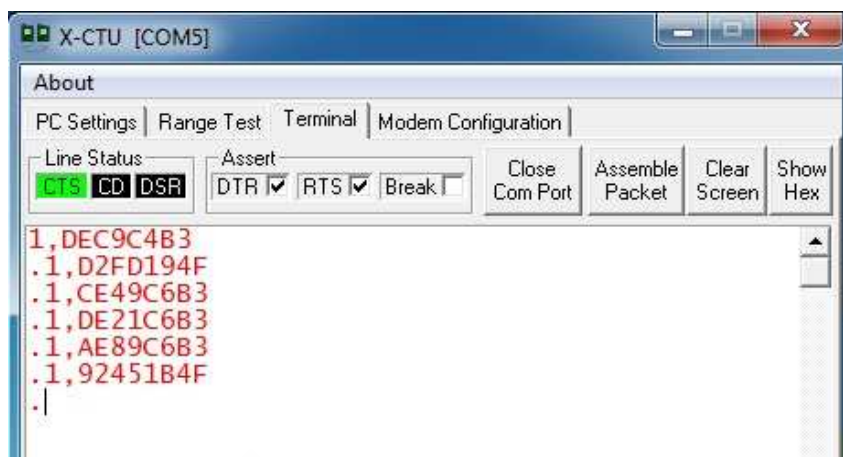 X-CTU [COM5]
About
PC Settings
Range Test
Terminal
Modem Configuration
Line Status
CTS CD DSR
Assert
DTR RTS Break
Close Com Port
Assemble Packet
Clear Screen
Show Hex
1,DEC9C4B3
.1,D2FD194F
.1,CE49C6B3
.1,DE21C6B3
.1,AE89C6B3
.1,92451B4F
.